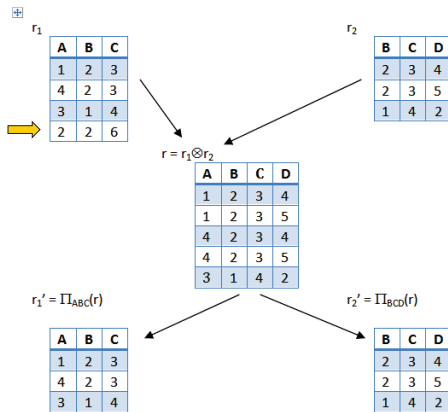 r1
A B C
1 2 3
4 2 3
3 1 4
2 2 6
r2
B C D
2 3 4
2 3 5
1 4 2
r = r1⊗r2
A B C D
1 2 3 4
1 2 3 5
4 2 3 4
4 2 3 5
3 1 4 2
r1' = ∏ABC(r)
A B C
1 2 3
4 2 3
3 1 4
r2' = ∏BCD(r)
B C D
2 3 4
2 3 5
1 4 2